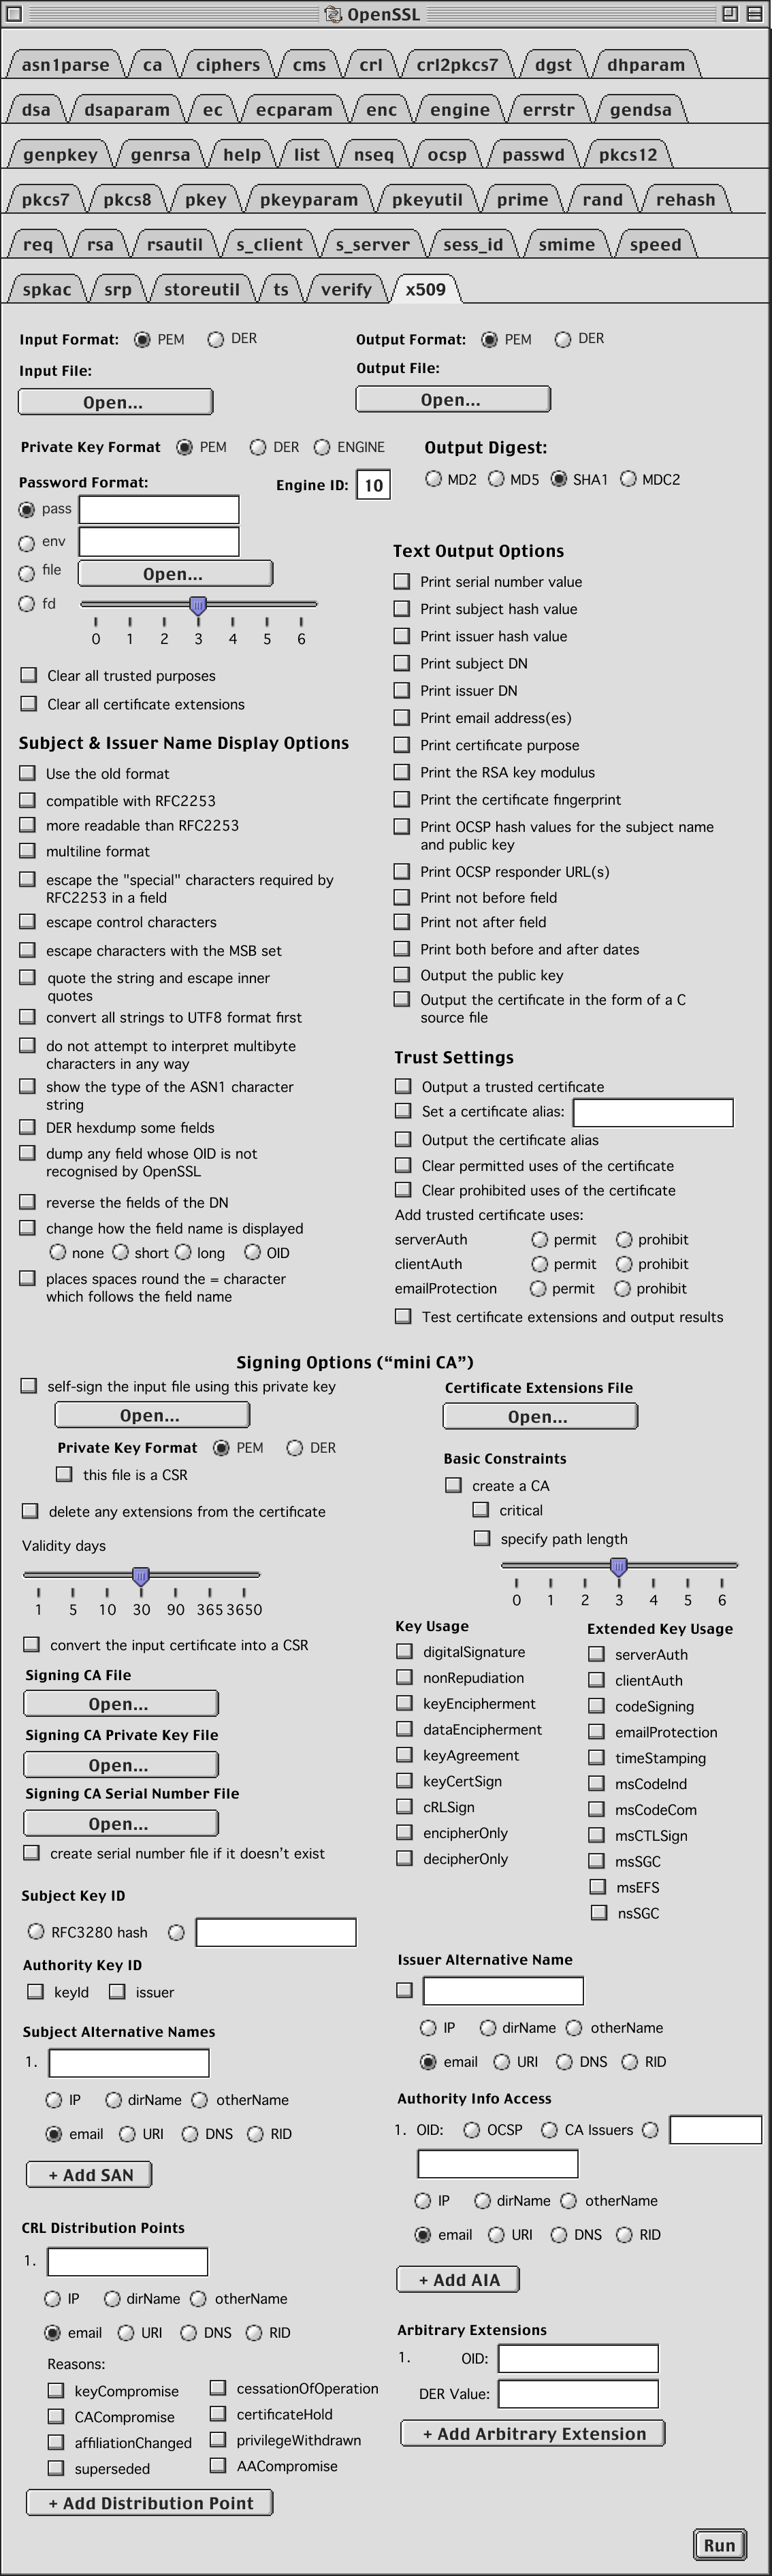 OpenSSL
asn1parse ca ciphers cms crl crl2pkcs7 dgst dhparam
dsa dsaparam ec ecparam enc engine errstr gendsa
genpkey genrsa help list nseq ocsp passwd pkcs12
pkcs7 pkcs8 pkey pkeyparam pkeyutil prime rand rehash
req rsa rsautil s_client s_server sess_id smime speed
spkac srp storeutil ts verify x509
Input Format: PEM DER
Input File:
Open...
Output Format: PEM DER
Output File:
Open...
Private Key Format PEM DER ENGINE
Password Format:
Engine ID: 10
pass
env
file Open...
fd
0 1 2 3 4 5 6
Output Digest:
MD2 MD5 SHA1 MDC2
Clear all trusted purposes
Clear all certificate extensions
Subject & Issuer Name Display Options
Use the old format
compatible with RFC2253
more readable than RFC2253
multiline format
escape the "special" characters required by
RFC2253 in a field
escape control characters
escape characters with the MSB set
quote the string and escape inner
quotes
convert all strings to UTF8 format first
do not attempt to interpret multibyte
characters in any way
show the type of the ASN1 character
string
DER hexdump some fields
dump any field whose OID is not
recognised by OpenSSL
reverse the fields of the DN
change how the field name is displayed
none short long OID
places spaces round the = character
which follows the field name
Text Output Options
Print serial number value
Print subject hash value
Print issuer hash value
Print subject DN
Print issuer DN
Print email address(es)
Print certificate purpose
Print the RSA key modulus
Print the certificate fingerprint
Print OCSP hash values for the subject name
and public key
Print OCSP responder URL(s)
Print not before field
Print not after field
Print both before and after dates
Output the public key
Output the certificate in the form of a C
source file
Trust Settings
Output a trusted certificate
Set a certificate alias:
Output the certificate alias
Clear permitted uses of the certificate
Clear prohibited uses of the certificate
Add trusted certificate uses:
serverAuth permit prohibit
clientAuth permit prohibit
emailProtection permit prohibit
Test certificate extensions and output results
Signing Options (“mini CA”)
self-sign the input file using this private key
Open...
Private Key Format PEM DER
this file is a CSR
delete any extensions from the certificate
Validity days
1 5 10 30 90 365 3650
convert the input certificate into a CSR
Signing CA File
Open...
Signing CA Private Key File
Open...
Signing CA Serial Number File
Open...
create serial number file if it doesn’t exist
Subject Key ID
RFC3280 hash
Authority Key ID
keyId issuer
Subject Alternative Names
1.
IP dirName otherName
email URI DNS RID
+ Add SAN
CRL Distribution Points
1.
IP dirName otherName
email URI DNS RID
Reasons:
keyCompromise cessationOfOperation
CACompromise certificateHold
affiliationChanged privilegeWithdrawn
superseded AACompromise
+ Add Distribution Point
Certificate Extensions File
Open...
Basic Constraints
create a CA
critical
specify path length
0 1 2 3 4 5 6
Key Usage
digitalSignature
nonRepudiation
keyEncipherment
dataEncipherment
keyAgreement
keyCertSign
cRLSign
encipherOnly
decipherOnly
Extended Key Usage
serverAuth
clientAuth
codeSigning
emailProtection
timeStamping
msCodeInd
msCodeCom
msCTLSign
msSGC
msEFS
nsSGC
Issuer Alternative Name
IP dirName otherName
email URI DNS RID
Authority Info Access
1. OID: OCSP CA Issuers
IP dirName otherName
email URI DNS RID
+ Add AIA
Arbitrary Extensions
1. OID:
DER Value:
+ Add Arbitrary Extension
Run